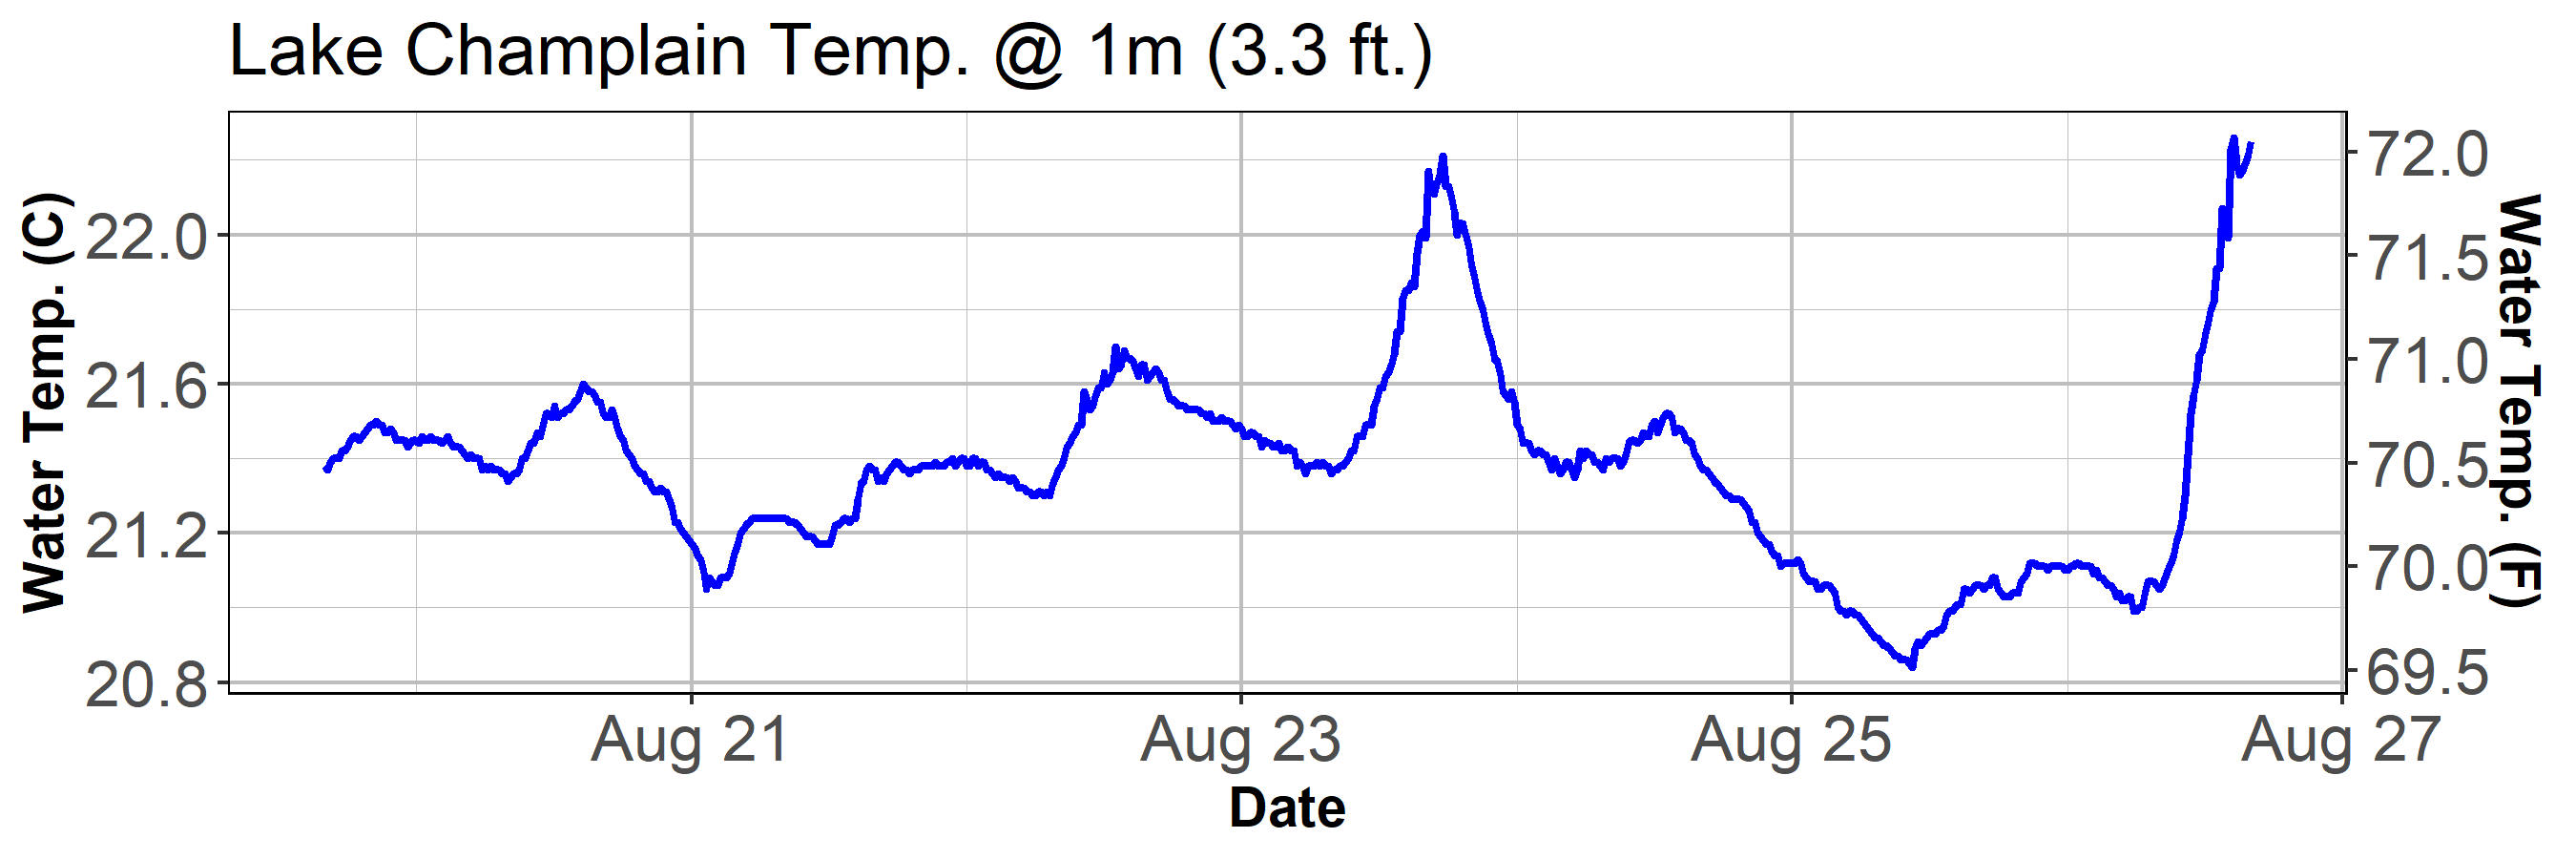 Lake Champlain Temp. @ 1m (3.3 ft.)
Water Temp. (C)
22.0
21.6
21.2
20.8
72.0
71.5
71.0
70.5
70.0
69.5
Water Temp. (F)
Aug 21
Aug 23
Aug 25
Aug 27
Date